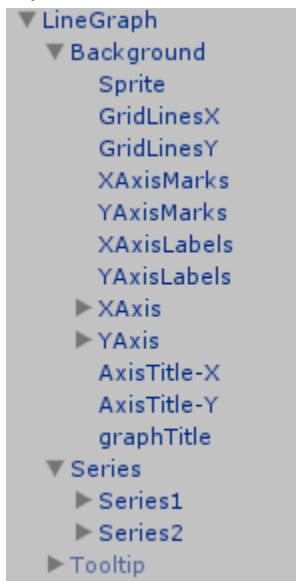 LineGraph
Background
Sprite
GridLinesX
GridLinesY
XAxisMarks
YAxisMarks
XAxisLabels
YAxisLabels
XAxis
YAxis
AxisTitle-X
AxisTitle-Y
graphTitle
Series
Series1
Series2
Tooltip